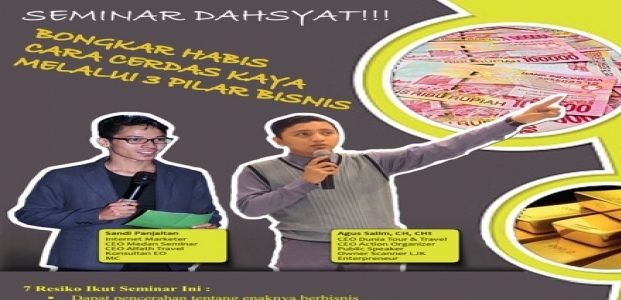 SEMINAR DAHSYAT!!!
BONGKAR HABIS
CARA CERDAS KAYA
MELALUI 3 PILAR BISNIS
100000
Sandi Panjaitan
Internet Marketer
CEO Medan Seminar
CEO Alfath Travel
Konsultan EO
MC
Agus Salim, CH, CHt
CEO Dunia Tour & Travel
CEO Action Organizer
Public Speaker
Owner Scanner LJK
Enterpreneur
7 Resiko Ikut Seminar Ini :
• Dapat pencerahan tentang enaknya berbisnis